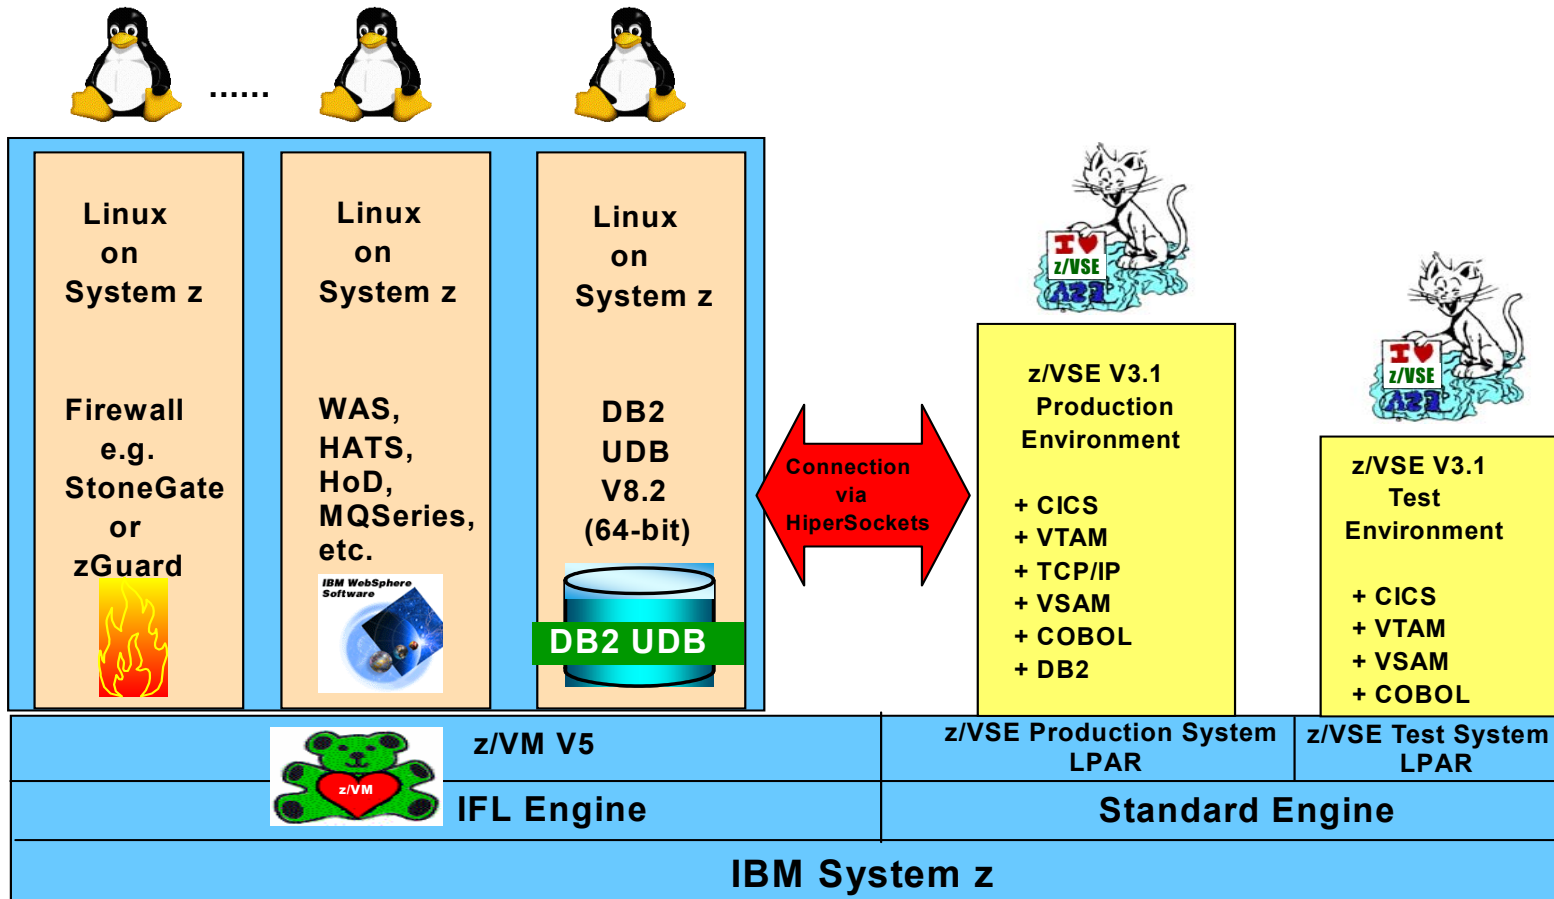 ......
Linux
on
System z
Firewall
e.g.
StoneGate
or
zGuard
Linux
on
System z
WAS,
HATS,
HoD,
MQSeries,
etc.
IBM WebSphere
Software
Linux
on
System z
DB2
UDB
V8.2
(64-bit)
DB2 UDB
Connection
via
HiperSockets
I ♥
z/VSE
z/VSE V3.1
Production
Environment
+ CICS
+ VTAM
+ TCP/IP
+ VSAM
+ COBOL
+ DB2
I ♥
z/VSE
z/VSE V3.1
Test
Environment
+ CICS
+ VTAM
+ VSAM
+ COBOL
z/VM V5
z/VM
z/VSE Production System
LPAR
z/VSE Test System
LPAR
IFL Engine
Standard Engine
IBM System z